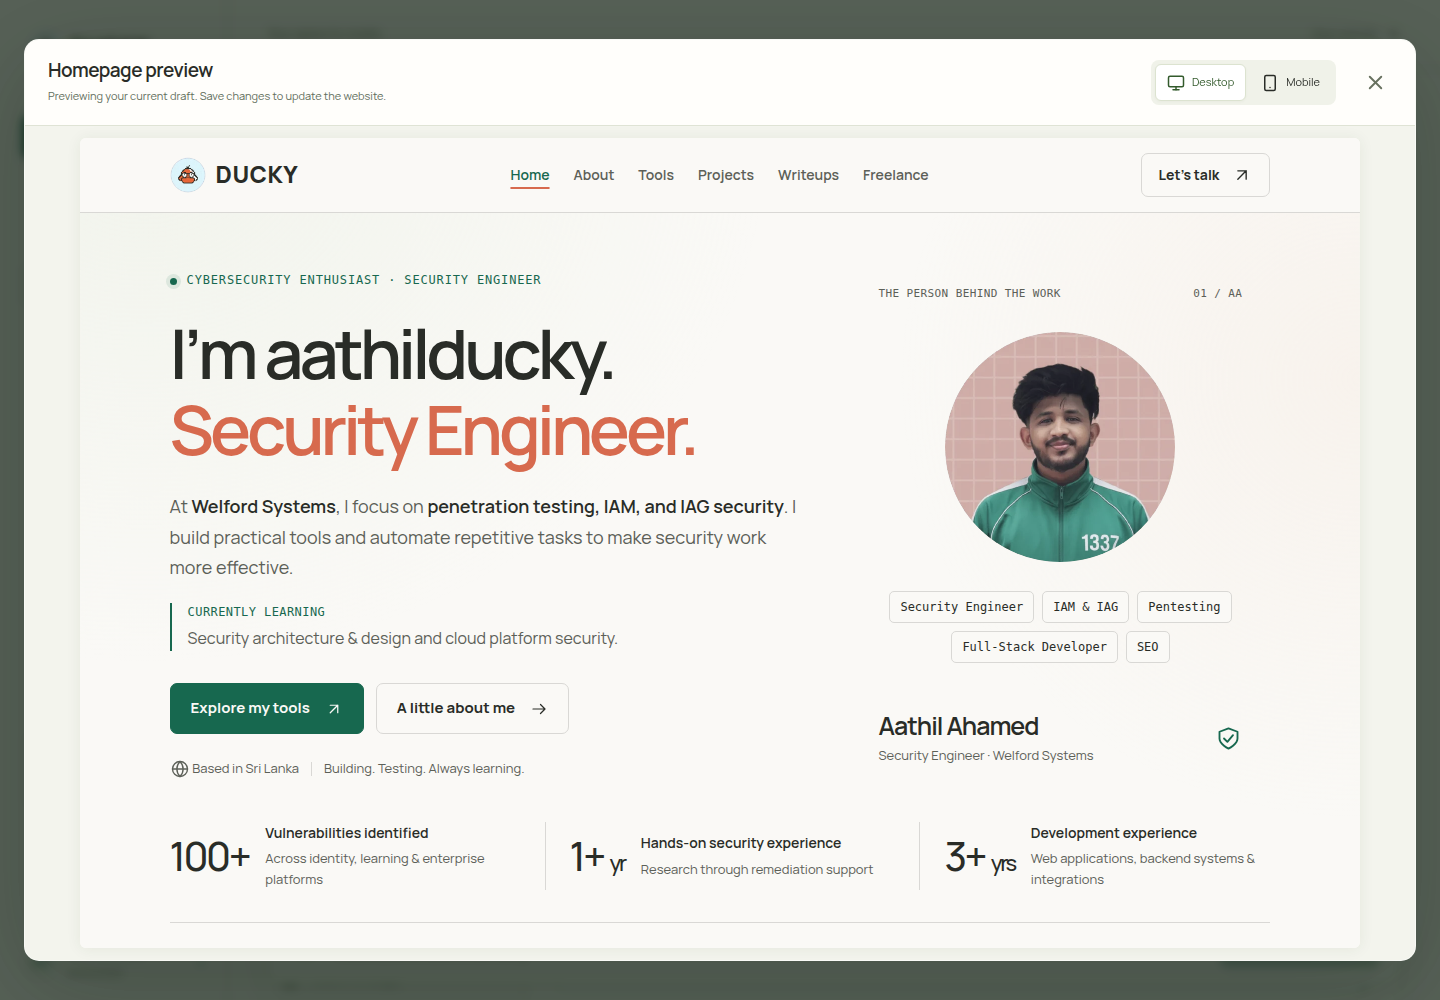 Homepage preview
Previewing your current draft. Save changes to update the website.
Desktop
Mobile
DUCKY
Home
About
Tools
Projects
Writeups
Freelance
Let's talk
CYBERSECURITY ENTHUSIAST · SECURITY ENGINEER
I'm aathilducky.
Security Engineer.
At Welford Systems, I focus on penetration testing, IAM, and IAG security. I
build practical tools and automate repetitive tasks to make security work
more effective.
CURRENTLY LEARNING
Security architecture & design and cloud platform security.
Explore my tools
A little about me
Based in Sri Lanka
Building. Testing. Always learning.
THE PERSON BEHIND THE WORK
01 / AA
1337
Security Engineer
IAM & IAG
Pentesting
Full-Stack Developer
SEO
Aathil Ahamed
Security Engineer · Welford Systems
100+
Vulnerabilities identified
Across identity, learning & enterprise
platforms
1+ yr
Hands-on security experience
Research through remediation support
3+ yrs
Development experience
Web applications, backend systems &
integrations